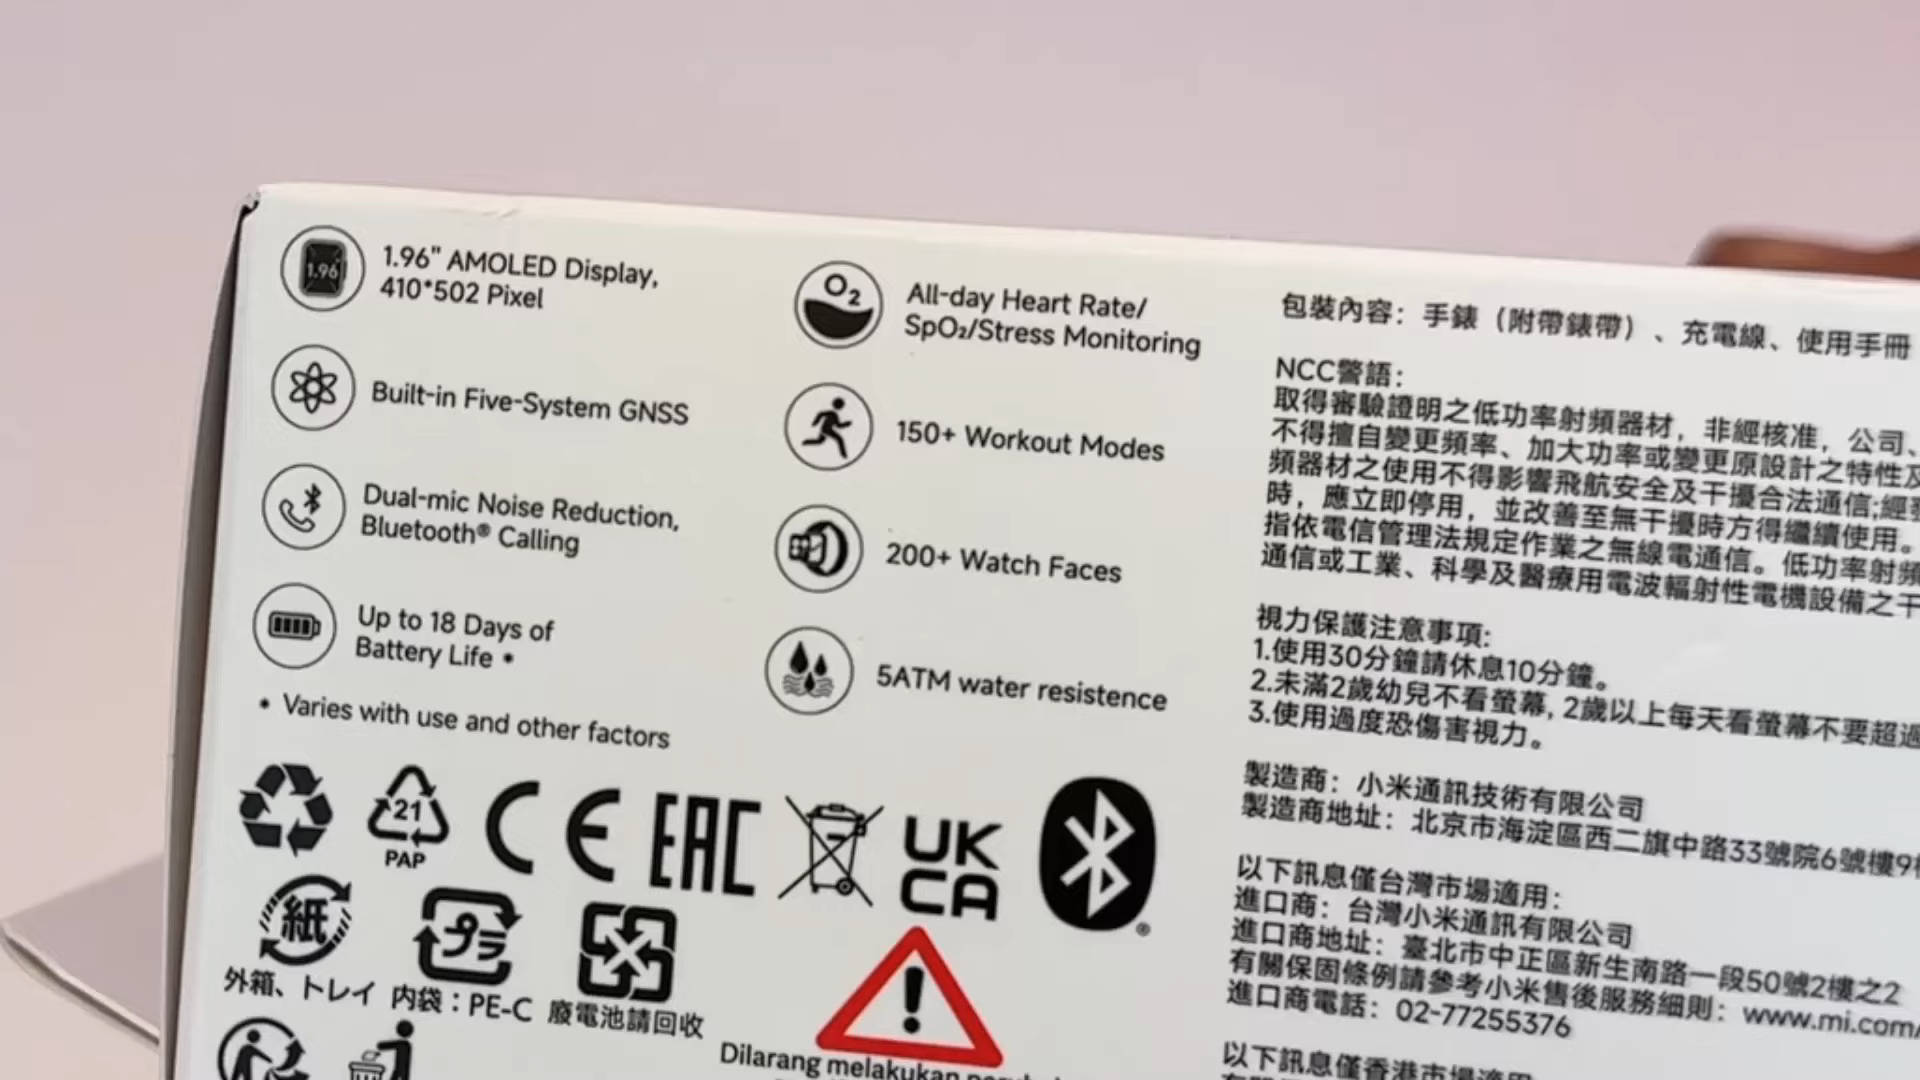 1.96
1.96" AMOLED Display,
410*502 Pixel
Built-in Five-System GNSS
Dual-mic Noise Reduction,
Bluetooth® Calling
Up to 18 Days of
Battery Life *
* Varies with use and other factors
O2
All-day Heart Rate/
SpO₂/Stress Monitoring
150+ Workout Modes
200+ Watch Faces
5ATM water resistence
21
PAP
CE
EAC
UK
CA
®
紙
プラ
外箱、トレイ
内袋：PE-C
廢電池請回收
!
Dilarang melakukan
包裝內容：手錶（附帶錶帶）、充電線、使用手冊
NCC警語：
取得審驗證明之低功率射頻器材，非經核准，公司、
不得擅自變更頻率、加大功率或變更原設計之特性及
頻器材之使用不得影響飛航安全及干擾合法通信;經
時，應立即停用，並改善至無干擾時方得繼續使用。
指依電信管理法規定作業之無線電通信。低功率射頻
通信或工業、科學及醫療用電波輻射性電機設備之干
視力保護注意事項:
1.使用30分鐘請休息10分鐘。
2.未滿2歲幼兒不看螢幕, 2歲以上每天看螢幕不要超過
3.使用過度恐傷害視力。
製造商：小米通訊技術有限公司
製造商地址：北京市海淀區西二旗中路33號院6號樓9
以下訊息僅台灣市場適用：
進口商：台灣小米通訊有限公司
進口商地址：臺北市中正區新生南路一段50號2樓之2
有關保固條例請參考小米售後服務細則：www.mi.com/
進口商電話：02-77255376
以下訊息僅香港市場適用